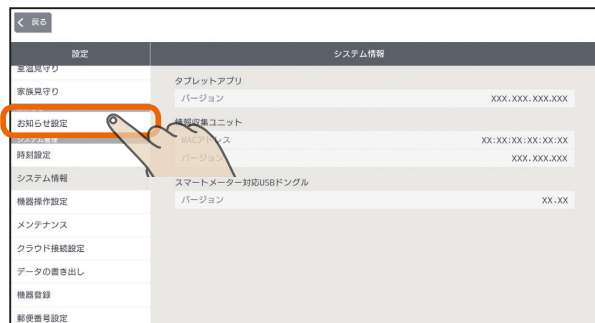 戻る
設定
システム情報
室温見守り
家族見守り
お知らせ設定
システム管理
時刻設定
システム情報
機器操作設定
メンテナンス
クラウド接続設定
データの書き出し
機器登録
郵便番号設定
タブレットアプリ
バージョン XXX.XXX.XXX.XXX
情報収集ユニット
MACアドレス XX:XX:XX:XX:XX:XX
バージョン XXX.XXX.XXX
スマートメーター対応USBドングル
バージョン XX.XX